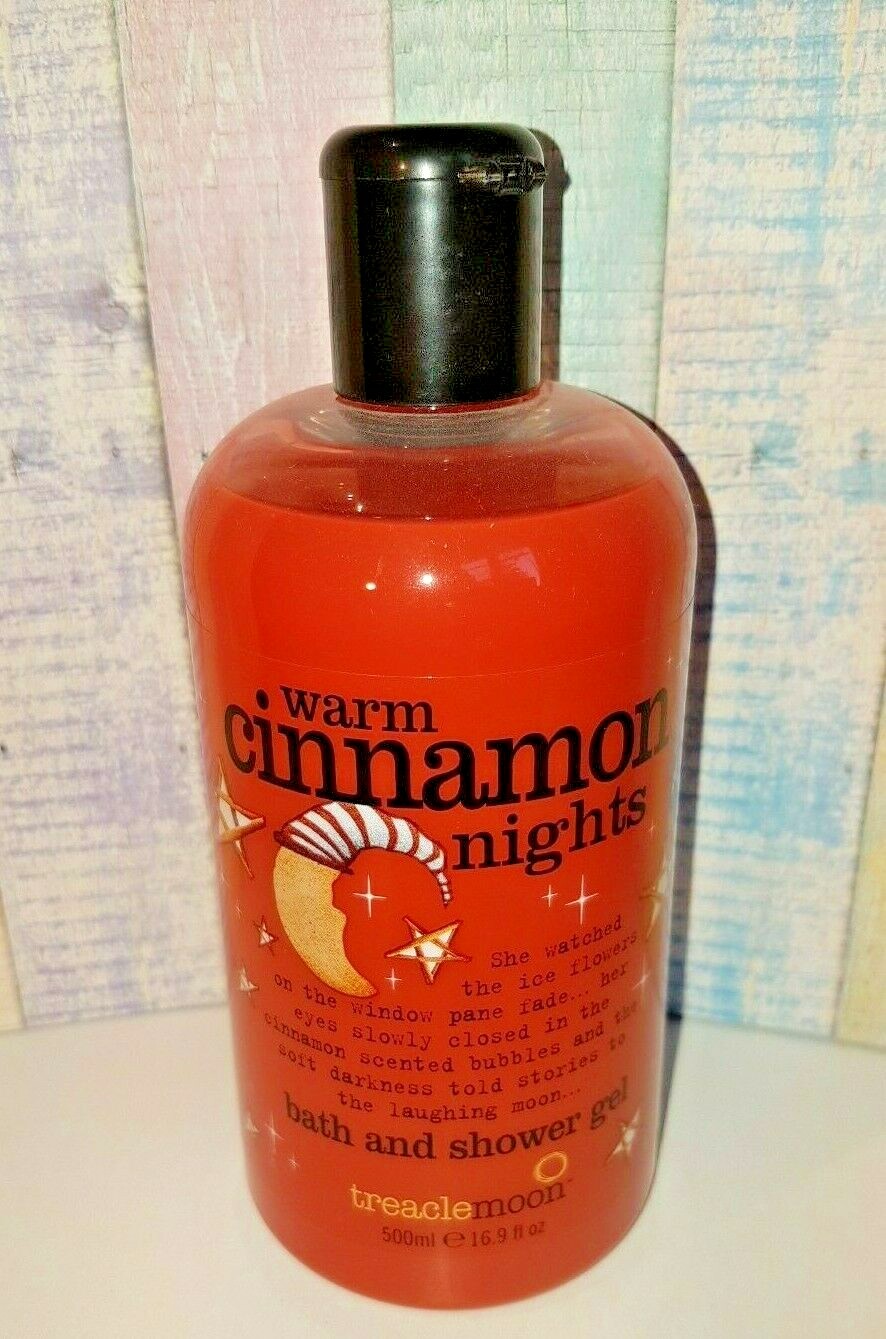 warm
cinnamon
nights
She watched
the ice flowers
on the window pane fade... her
eyes slowly closed in the
cinnamon scented bubbles and the
soft darkness told stories to
the laughing moon...
bath and shower gel
treaclemoon™
500ml ℮ 16.9 fl oz